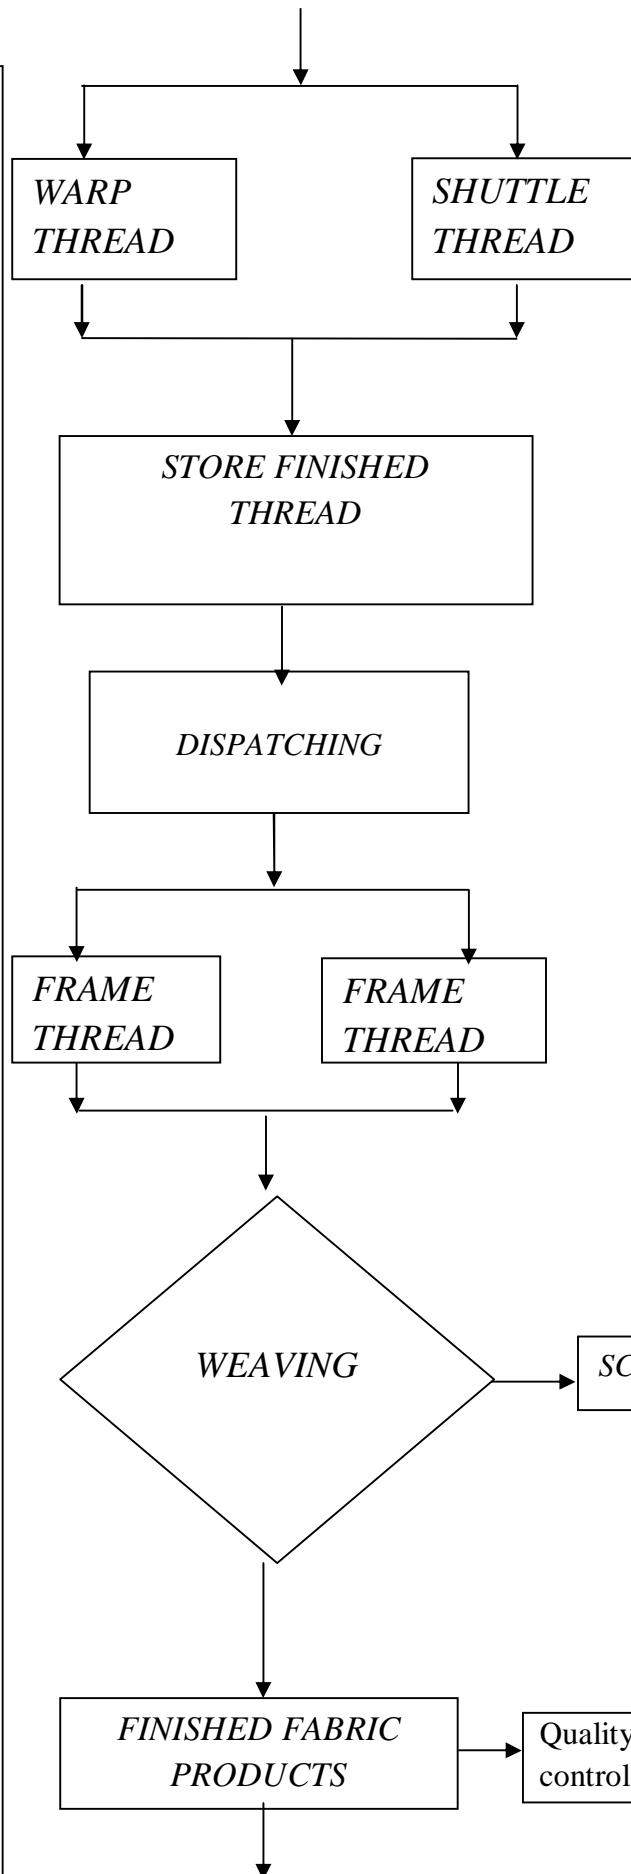 WARP
THREAD
SHUTTLE
THREAD
STORE FINISHED
THREAD
DISPATCHING
FRAME
THREAD
FRAME
THREAD
WEAVING
FINISHED FABRIC
PRODUCTS
Quality
control